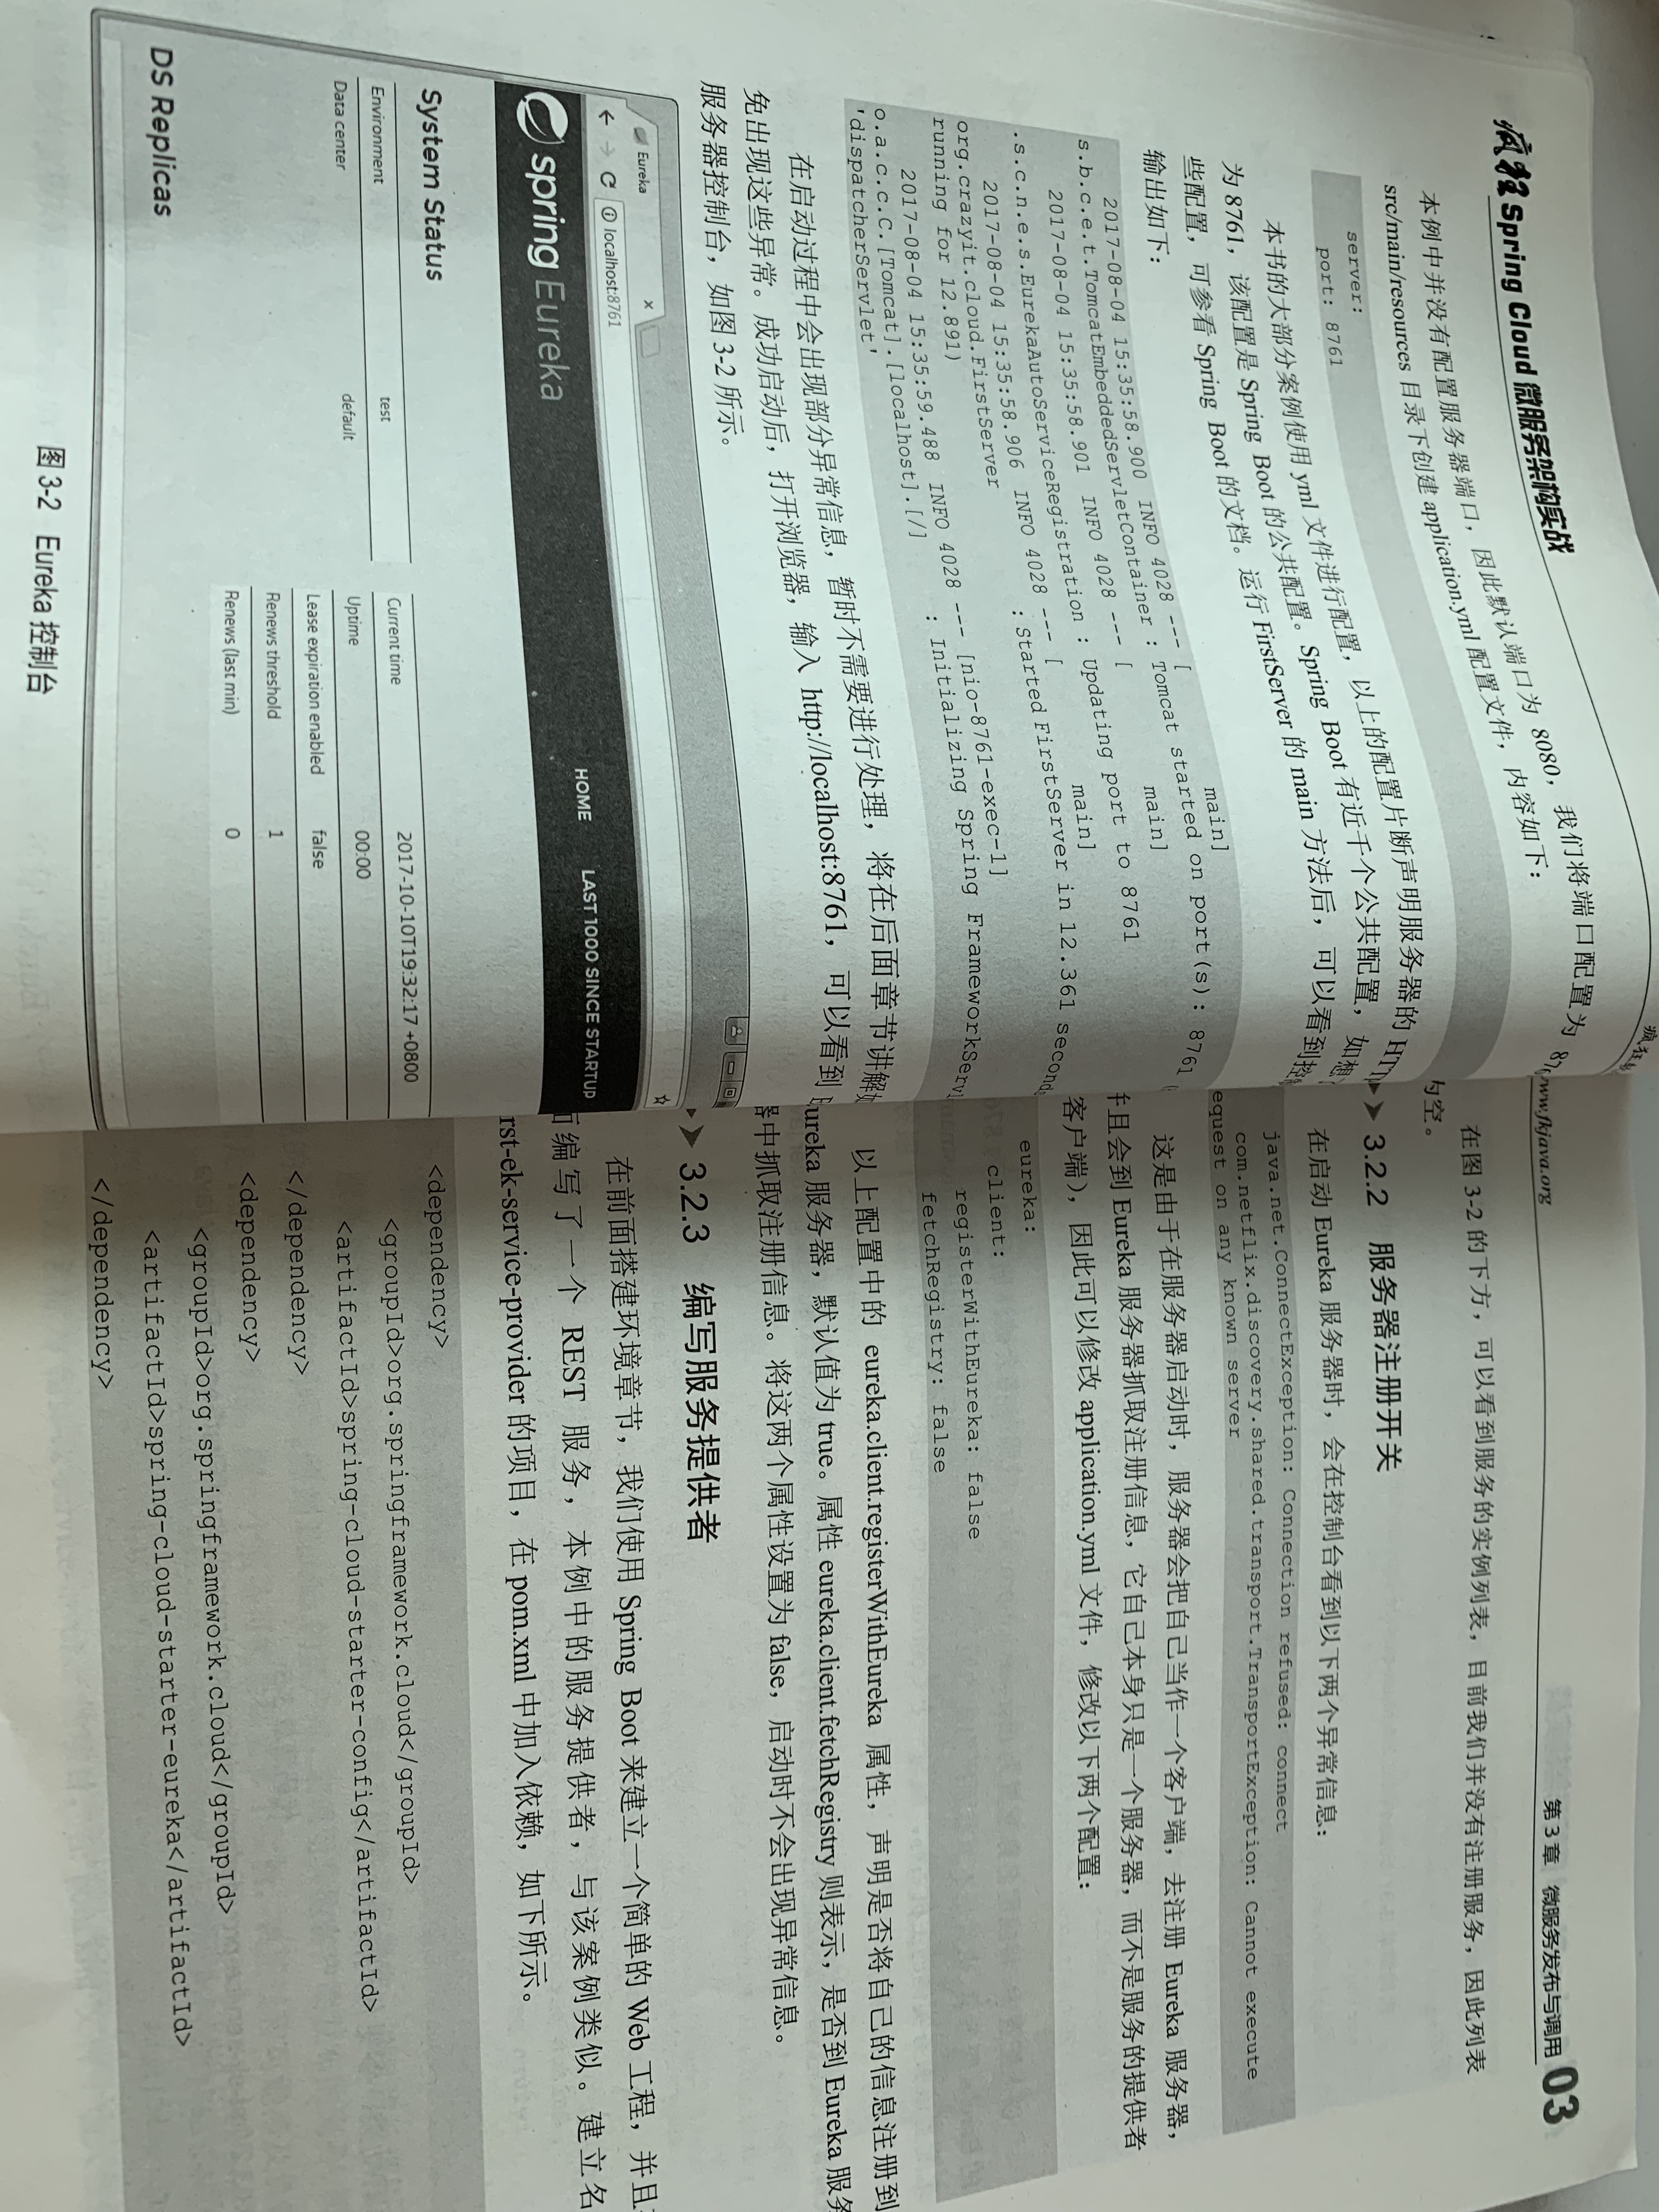 疯狂 Spring Cloud 微服务架构实战
本例中并没有配置服务器端口，因此默认端口为 8080，我们将端口配置为
src/main/resources 目录下创建 application.yml 配置文件，内容如下：
server:
port: 8761
本书的大部分案例使用 yml 文件进行配置，以上的配置片断声明服务器的
为 8761，该配置是 Spring Boot 的公共配置。Spring Boot 有近千个公共配置，如
些配置，可参看 Spring Boot 的文档。运行 FirstServer 的 main 方法后，可以看到
输出如下：
2017-08-04 15:35:58.900 INFO 4028 --- [ main]
s.b.c.e.t.TomcatEmbeddedServletContainer : Tomcat started on port(s): 8761
2017-08-04 15:35:58.901 INFO 4028 --- [ main]
.s.c.n.e.s.EurekaAutoServiceRegistration : Updating port to 8761
2017-08-04 15:35:58.906 INFO 4028 --- [ main]
org.crazyit.cloud.FirstServer : Started FirstServer in 12.361 second
running for 12.891)
2017-08-04 15:35:59.488 INFO 4028 --- [nio-8761-exec-1]
o.a.c.c.C.[Tomcat].[localhost].[/] : Initializing Spring FrameworkServ
'dispatcherServlet'
在启动过程中会出现部分异常信息，暂时不需要进行处理，将在后面章节讲解
免出现这些异常。成功启动后，打开浏览器，输入 http://localhost:8761，可以看到
服务器控制台，如图 3-2 所示。
Eureka x
localhost:8761
spring Eureka HOME LAST 1000 SINCE STARTUP
System Status
Environment test Current time 2017-10-10T19:32:17 +0800
Data center default Uptime 00:00
Lease expiration enabled false
Renews threshold 1
Renews (last min) 0
DS Replicas
图 3-2 Eureka 控制台
www.fkjava.org
第 3 章 微服务发布与调用 03
在图 3-2 的下方，可以看到服务的实例列表，目前我们并没有注册服务，因此列表
为空。
3.2.2 服务器注册开关
在启动 Eureka 服务器时，会在控制台看到以下两个异常信息：
java.net.ConnectException: Connection refused: connect
com.netflix.discovery.shared.transport.TransportException: Cannot execute
equest on any known server
这是由于在服务器启动时，服务器会把自己当作一个客户端，去注册 Eureka 服务器，
并且会到 Eureka 服务器抓取注册信息，它自己本身只是一个服务器，而不是服务的提供者
客户端），因此可以修改 application.yml 文件，修改以下两个配置：
eureka:
client:
registerWithEureka: false
fetchRegistry: false
以上配置中的 eureka.client.registerWithEureka 属性，声明是否将自己的信息注册到
ureka 服务器，默认值为 true。属性 eureka.client.fetchRegistry 则表示，是否到 Eureka 服务
器中抓取注册信息。将这两个属性设置为 false，启动时不会出现异常信息。
3.2.3 编写服务提供者
在前面搭建环境章节，我们使用 Spring Boot 来建立一个简单的 Web 工程，并且
编写了一个 REST 服务，本例中的服务提供者，与该案例类似。建立名
rst-ek-service-provider 的项目，在 pom.xml 中加入依赖，如下所示。
<dependency>
<groupId>org.springframework.cloud</groupId>
<artifactId>spring-cloud-starter-config</artifactId>
</dependency>
<dependency>
<groupId>org.springframework.cloud</groupId>
<artifactId>spring-cloud-starter-eureka</artifactId>
</dependency>